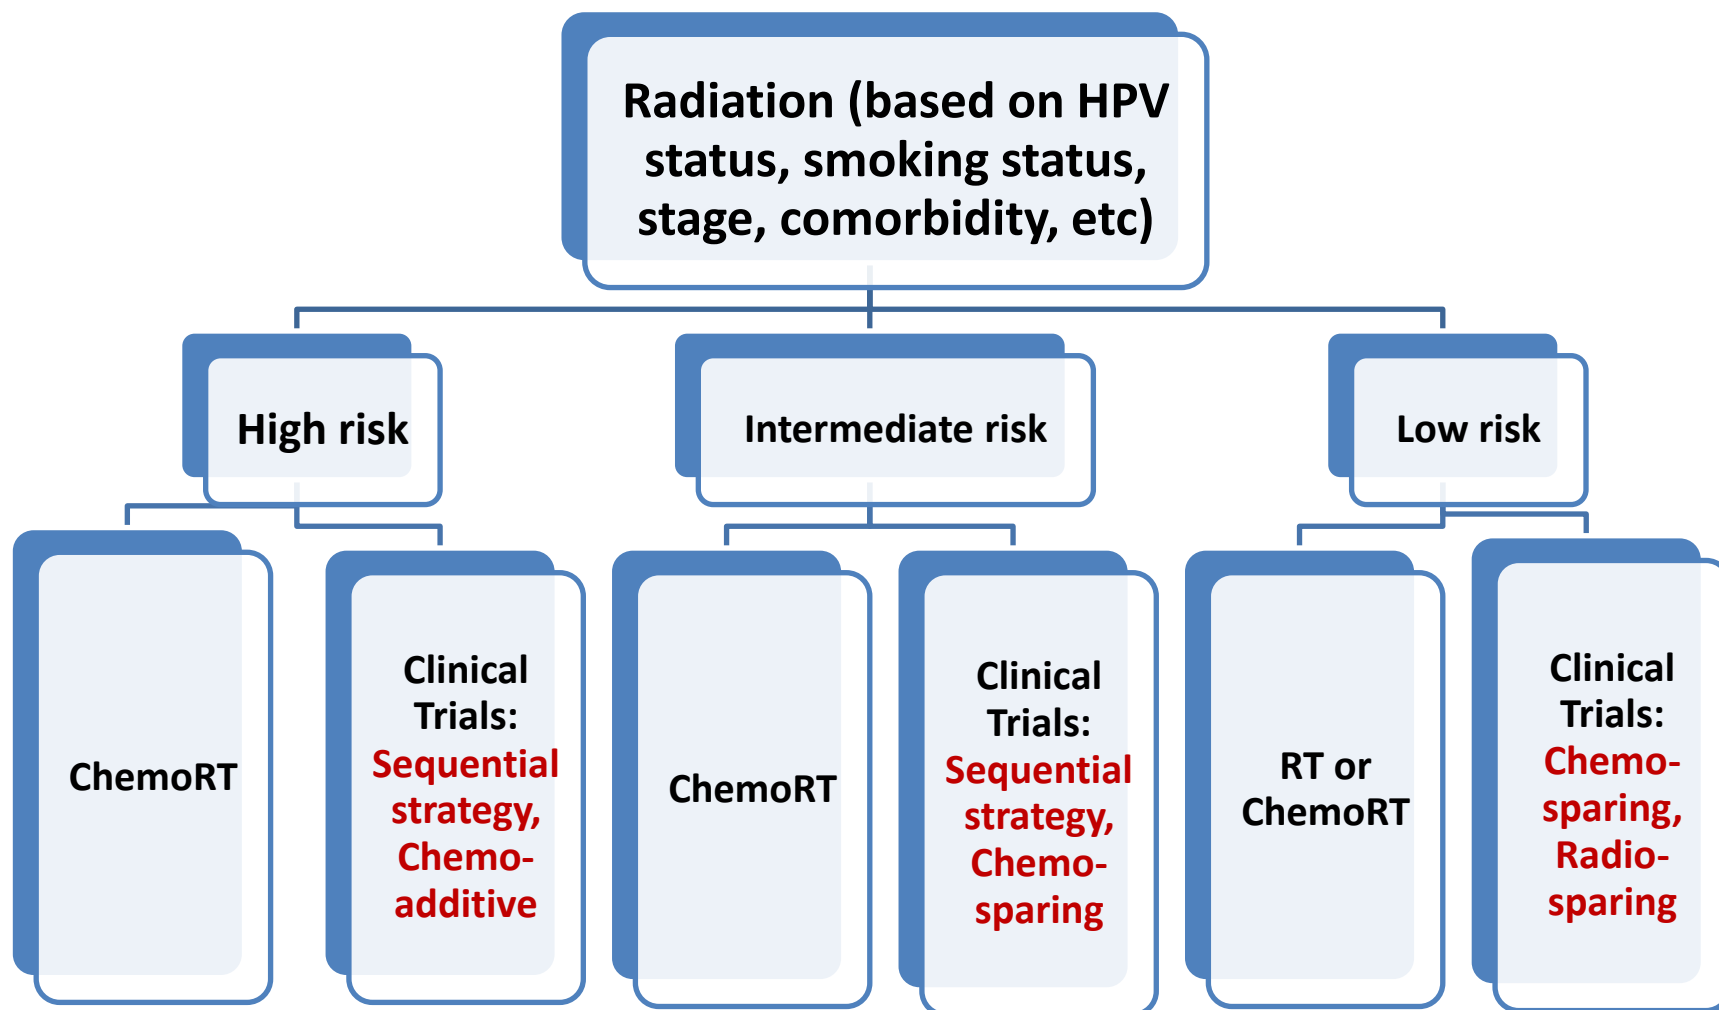 Radiation (based on HPV
status, smoking status,
stage, comorbidity, etc)
High risk
Intermediate risk
Low risk
ChemoRT
Clinical
Trials:
Sequential
strategy,
Chemo-
additive
ChemoRT
Clinical
Trials:
Sequential
strategy,
Chemo-
sparing
RT or
ChemoRT
Clinical
Trials:
Chemo-
sparing,
Radio-
sparing